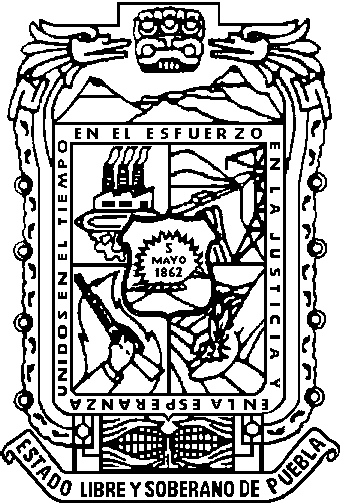 UNIDOS EN EL TIEMPO
EN EL ESFUERZO
EN LA JUSTICIA Y
EN LA ESPERANZA
5
MAYO
1862
ESTADO LIBRE Y SOBERANO DE PUEBLA